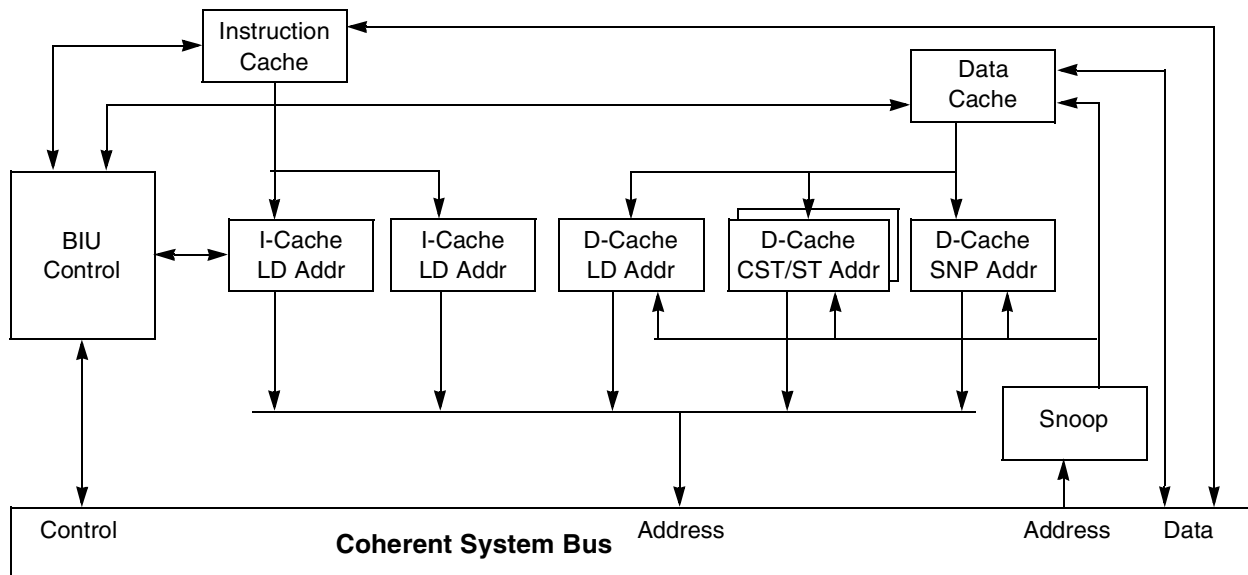 Instruction
Cache
Data
Cache
BIU
Control
I-Cache
LD Addr
I-Cache
LD Addr
D-Cache
LD Addr
D-Cache
CST/ST Addr
D-Cache
SNP Addr
Snoop
Control
Address
Address
Data
Coherent System Bus